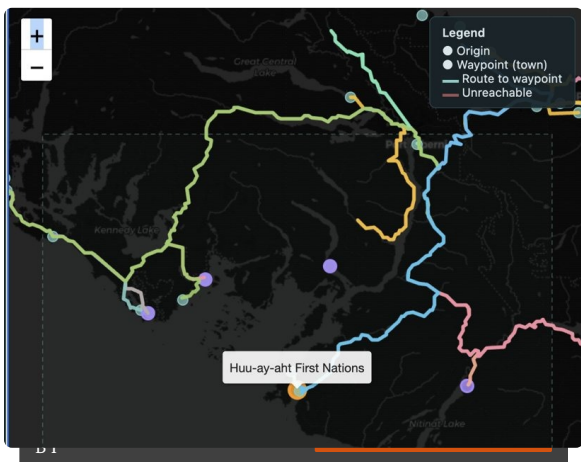 +
−
Great Central
Lake
Legend
Origin
Waypoint (town)
Route to waypoint
Unreachable
Kennedy Lake
Huu-ay-aht First Nations
Nitinat Lake